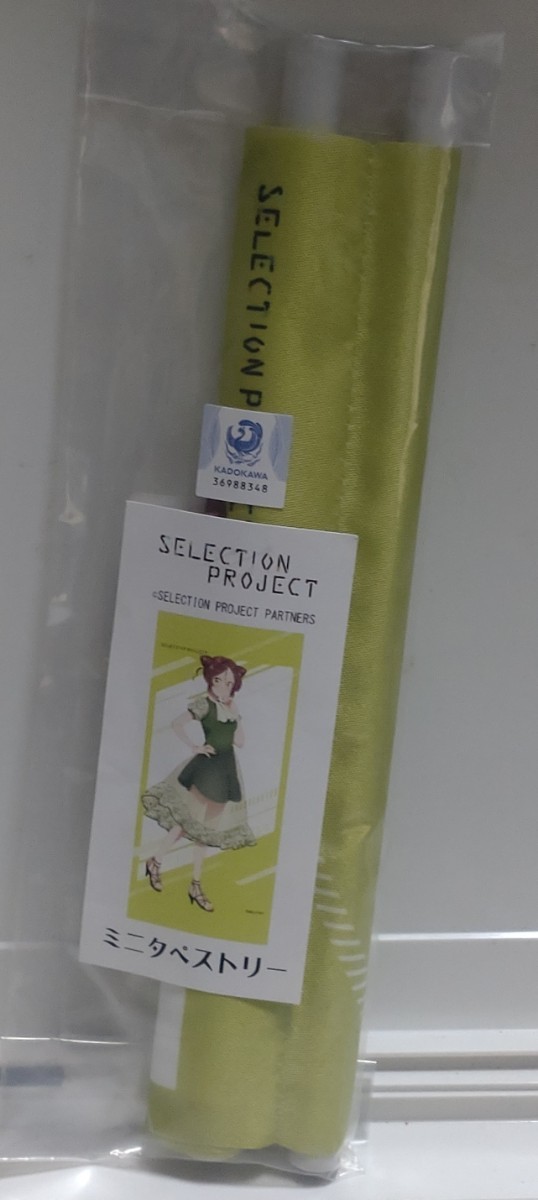 SELECTION P
KADOKAWA
36988348
SELECTION
PROJECT
©SELECTION PROJECT PARTNERS
ミニタペストリー